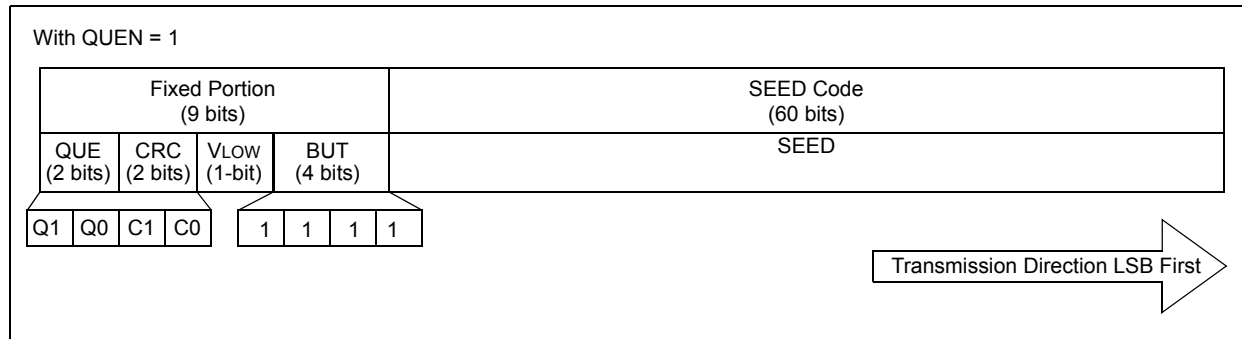 With QUEN = 1
Fixed Portion
(9 bits)
SEED Code
(60 bits)
QUE
(2 bits)
CRC
(2 bits)
VLOW
(1-bit)
BUT
(4 bits)
SEED
Q1 Q0 C1 C0
1 1 1 1
Transmission Direction LSB First